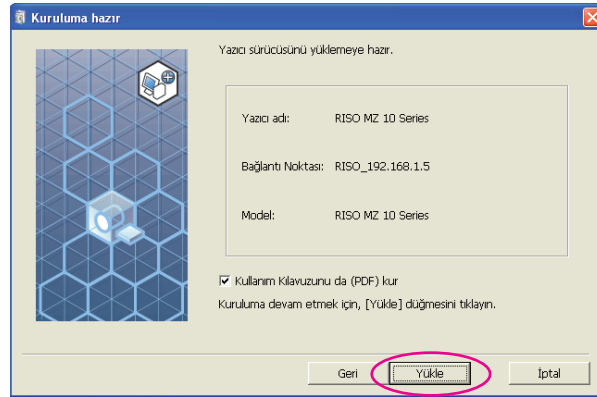 Kuruluma hazır
Yazıcı sürücüsünü yüklemeye hazır.
Yazıcı adı: RISO MZ 10 Series
Bağlantı Noktası: RISO_192.168.1.5
Model: RISO MZ 10 Series
Kullanım Kılavuzunu da (PDF) kur
Kuruluma devam etmek için, [Yükle] düğmesini tıklayın.
Geri Yükle İptal